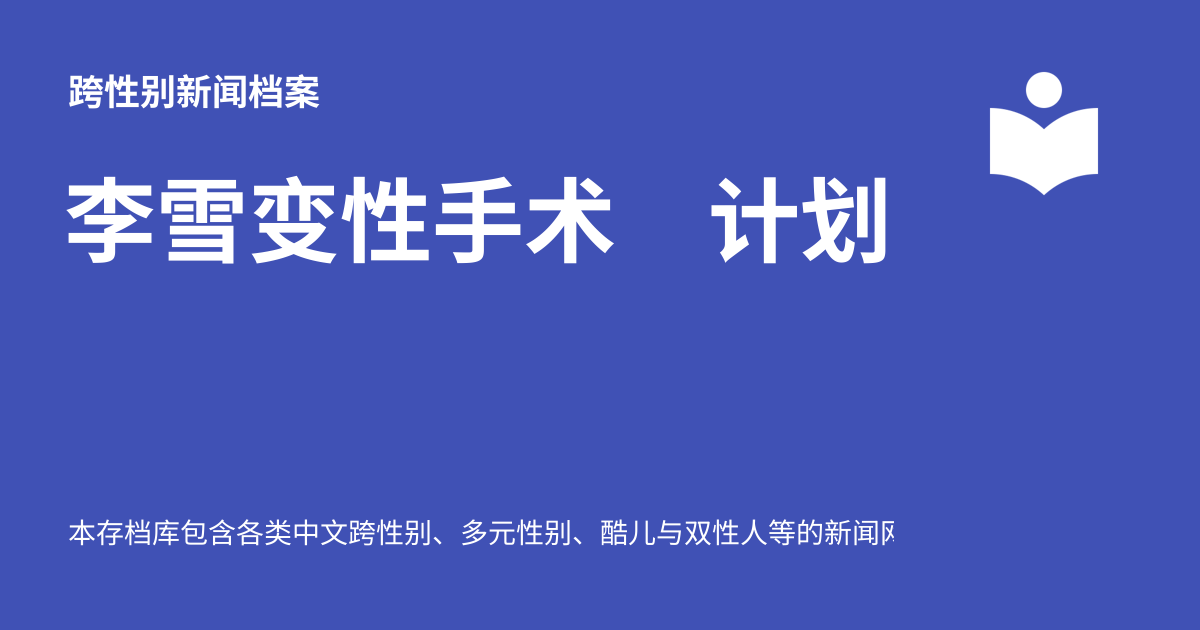 跨性别新闻档案
李雪变性手术　计划
本存档库包含各类中文跨性别、多元性别、酷儿与双性人等的新闻